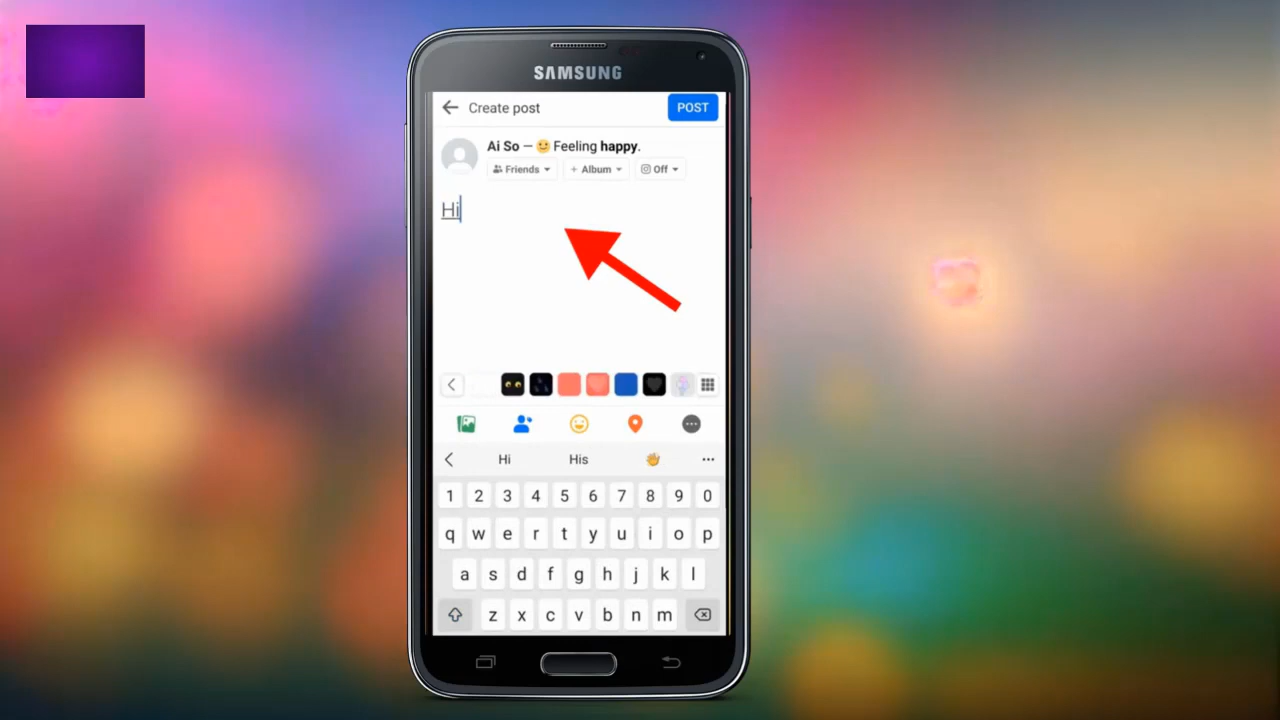 SAMSUNG
Create post
POST
Ai So — 😉 Feeling happy.
Friends
+ Album
Off
Hi
Hi His 👋 ...
1 2 3 4 5 6 7 8 9 0
q w e r t y u i o p
a s d f g h j k l
z x c v b n m